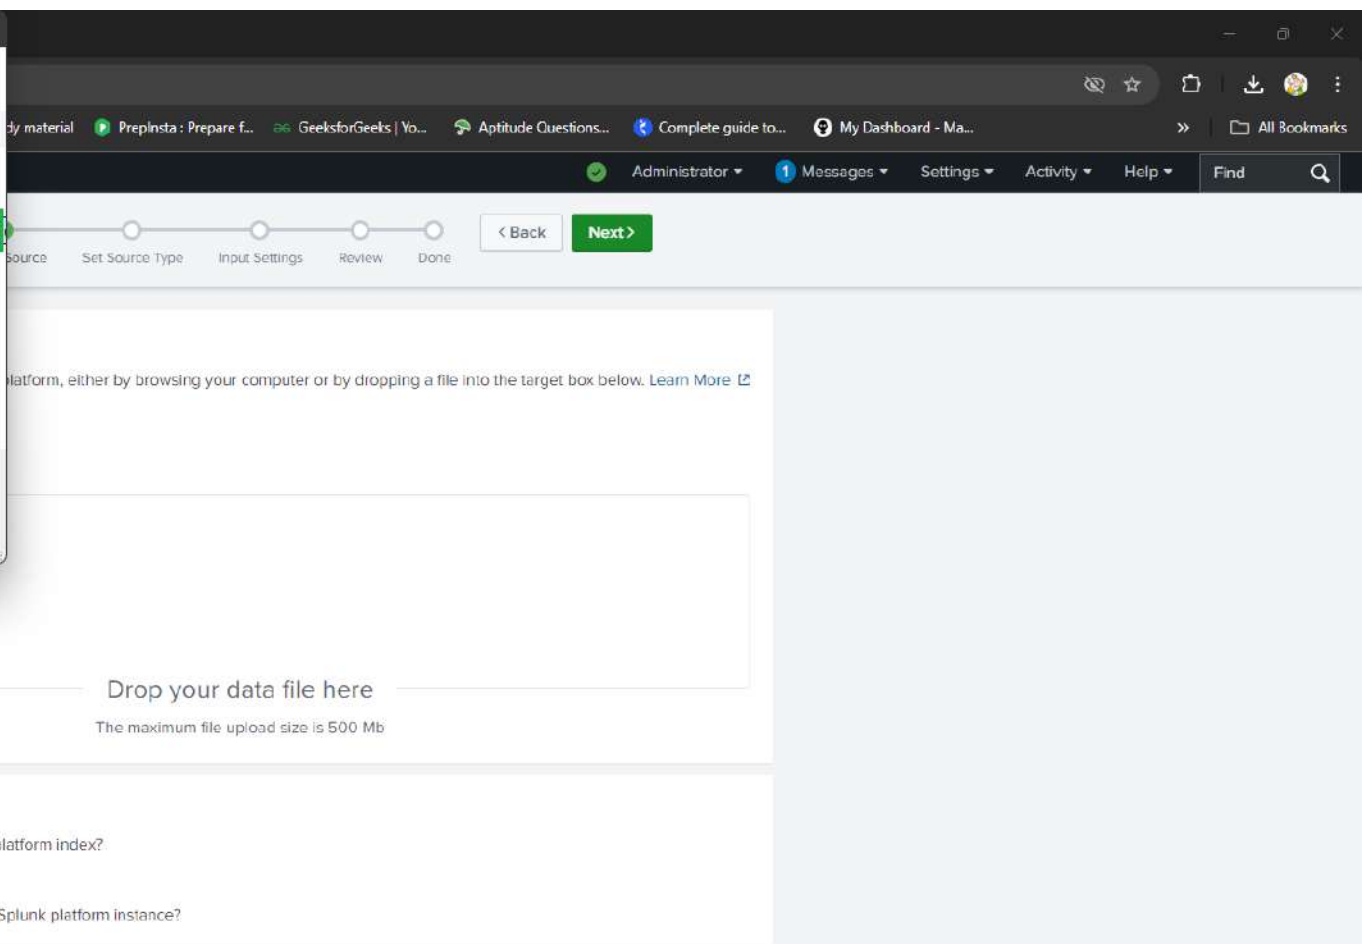 dy material PrepInsta : Prepare f... GeeksforGeeks | Yo... Aptitude Questions... Complete guide to... My Dashboard - Ma... » All Bookmarks
Administrator Messages Settings Activity Help Find
1
< Back Next >
Source Set Source Type Input Settings Review Done
latform, either by browsing your computer or by dropping a file into the target box below. Learn More
Drop your data file here
The maximum file upload size is 500 Mb
latform index?
Splunk platform instance?